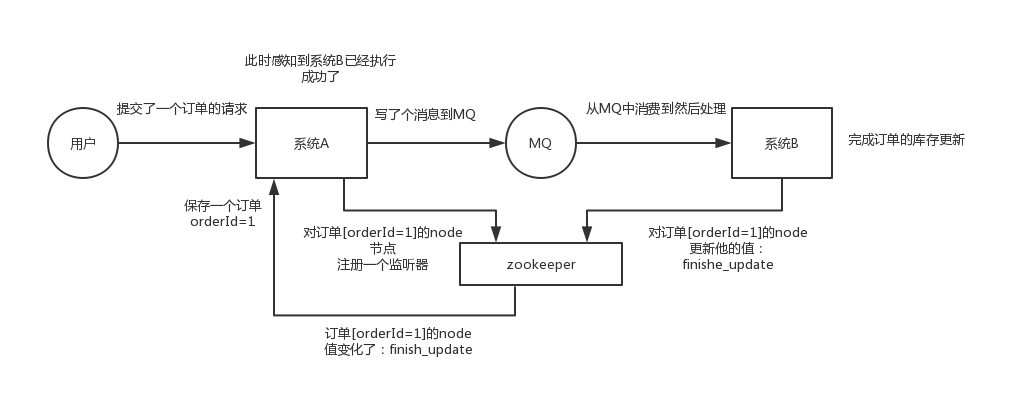 此时感知到系统B已经执行
成功了
提交了一个订单的请求
写了个消息到MQ
从MQ中消费到然后处理
用户
系统A
MQ
系统B
完成订单的库存更新
保存一个订单
orderId=1
对订单[orderId=1]的node
节点
注册一个监听器
对订单[orderId=1]的node
更新他的值：
finishe_update
zookeeper
订单[orderId=1]的node
值变化了：finish_update